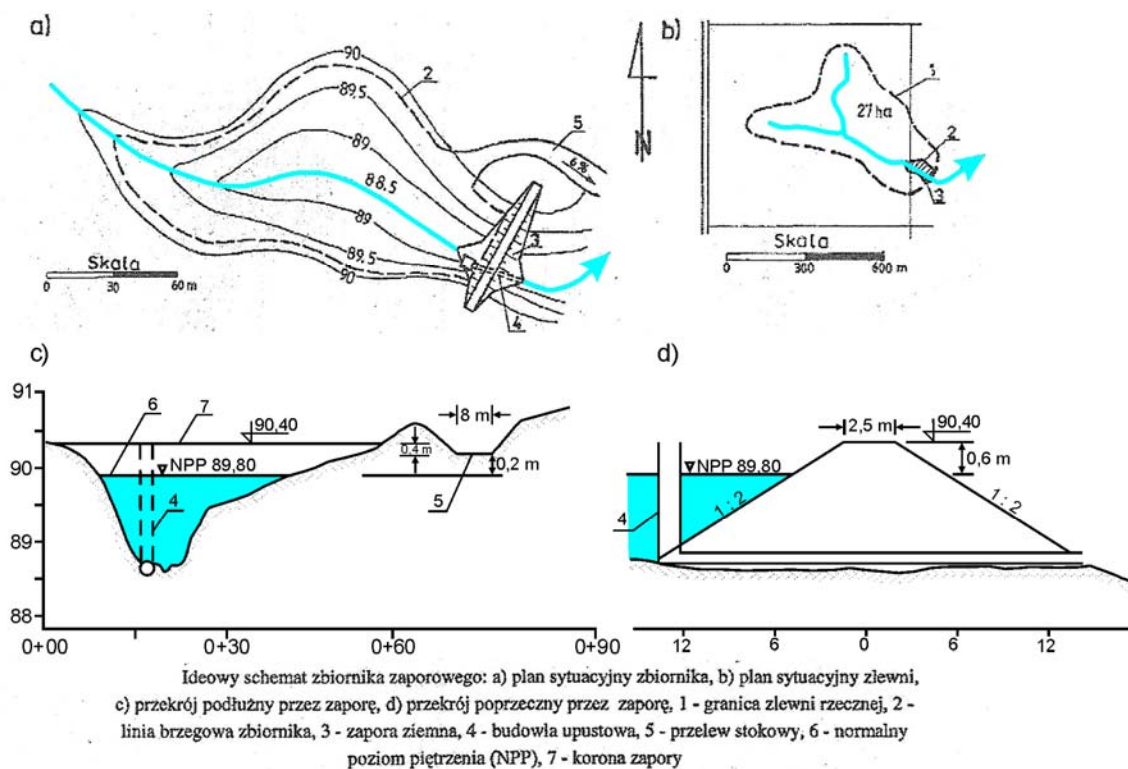 a)
90
2
89,5
89
88.5
89
89.5
90
5
6%
3
4
Skala
0 30 60 m
N
b)
27ha
2
3
Skala
0 300 600 m
c)
91
90
89
88
6
7
90,40
NPP 89,80
0.4m
8 m
0,2 m
4
5
0+00
0+30
0+60
0+90
d)
2,5 m
90,40
NPP 89,80
0,6 m
4
1:2
1:2
12 6 0 6 12
Ideowy schemat zbiornika zaporówego: a) plan sytuacyjny zbiornika, b) plan sytuacyjny zlewni,
c) przekrój podłużny przez zaporę, d) przekrój poprzeczny przez zaporę, 1 - granica zlewni rzecznej, 2 -
linia brzegowa zbiornika, 3 - zapora ziemna, 4 - budowla upustowa, 5 - przelew stokowy, 6 - normalny
poziom piętrzenia (NPP), 7 - korona zapory